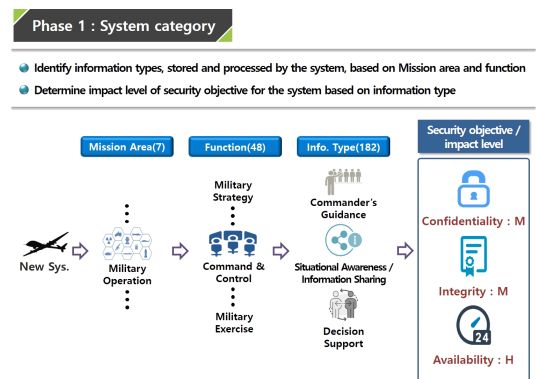 Phase 1 : System category
Identify information types, stored and processed by the system, based on Mission area and function
Determine impact level of security objective for the system based on information type
Mission Area(7)
Function(48)
Info. Type(182)
Security objective /
impact level
New Sys.
Military
Operation
Military
Strategy
Command &
Control
Military
Exercise
Commander's
Guidance
Situational Awareness /
Information Sharing
Decision
Support
Confidentiality : M
Integrity : M
24
Availability : H